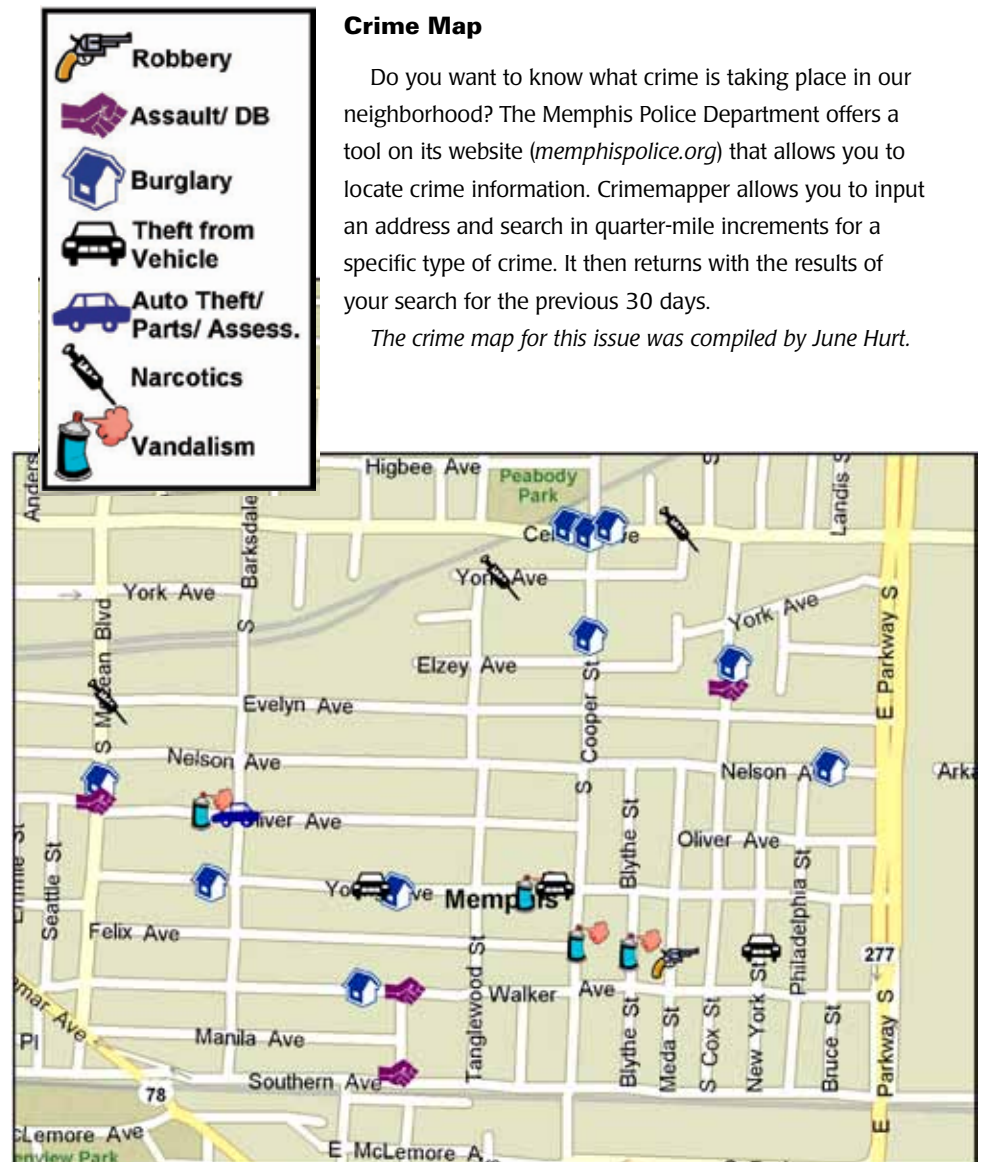 Robbery
Assault/ DB
Burglary
Theft from
Vehicle
Auto Theft/
Parts/ Assess.
Narcotics
Vandalism
Crime Map
Do you want to know what crime is taking place in our
neighborhood? The Memphis Police Department offers a
tool on its website (memphispolice.org) that allows you to
locate crime information. Crimemapper allows you to input
an address and search in quarter-mile increments for a
specific type of crime. It then returns with the results of
your search for the previous 30 days.
The crime map for this issue was compiled by June Hurt.
Higbee Ave
Peabody
Park
Landis S
Anders
S Barksdale
York Ave
York Ave
York Ave
S
Elzey Ave
S Cooper St
E Parkway S
Evelyn Ave
Nelson Ave
Nelson A
Arka
Oliver Ave
Blythe St
Seattle St
Memphis
Felix Ave
Philadelphia St
277
Tanglewood St
Walker Ave
Manila Ave
Blythe St
Meda St
S Cox St
New York St
Bruce St
E Parkway S
Pl
Southern Ave
78
E McLemore A